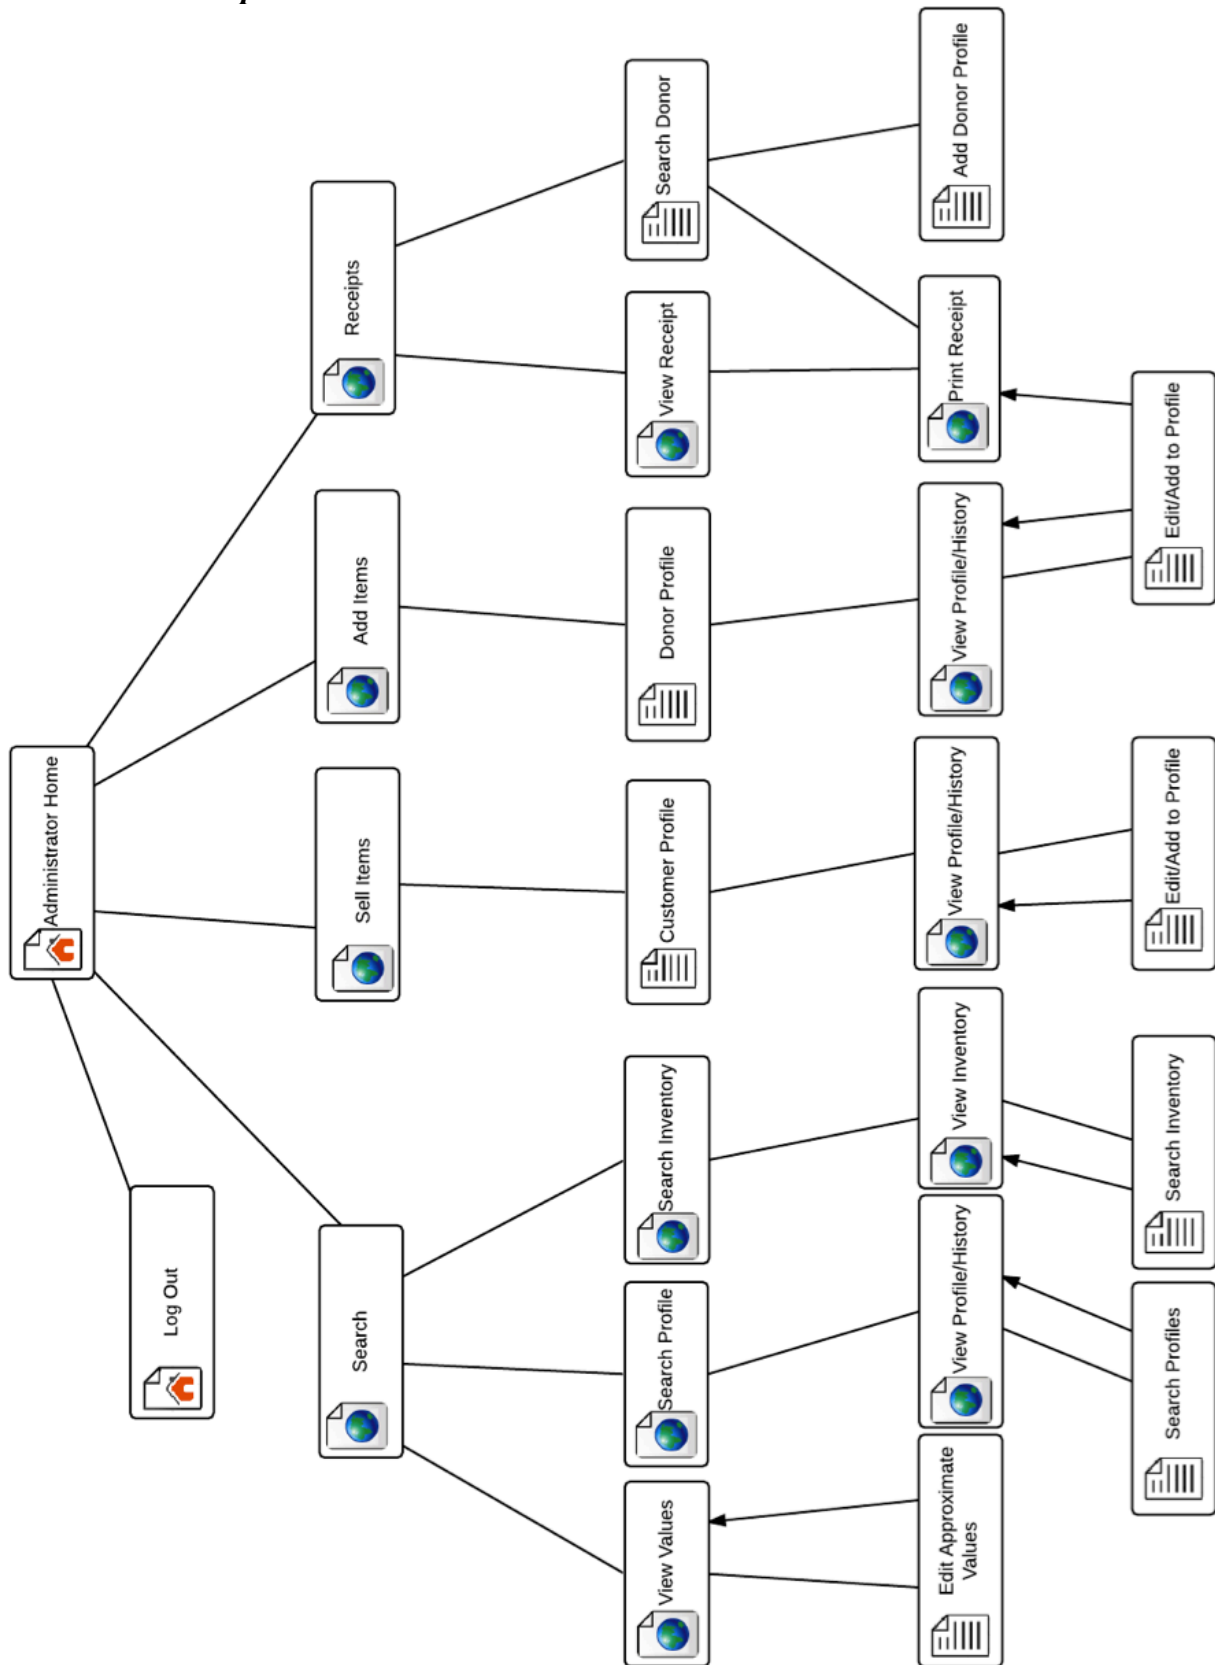 Administrator Home
Log Out
Search
Sell Items
Add Items
Receipts
View Values
Search Profile
Search Inventory
Customer Profile
Donor Profile
View Receipt
Search Donor
Edit Approximate
Values
View Profile/History
View Inventory
View Profile/History
View Profile/History
Print Receipt
Add Donor Profile
Search Profiles
Search Inventory
Edit/Add to Profile
Edit/Add to Profile